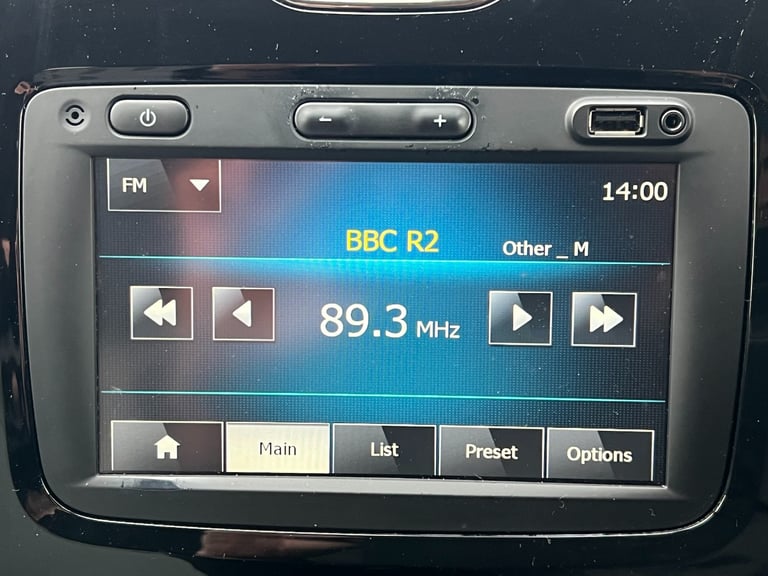 FM
14:00
BBC R2
Other _ M
89.3 MHz
Main
List
Preset
Options